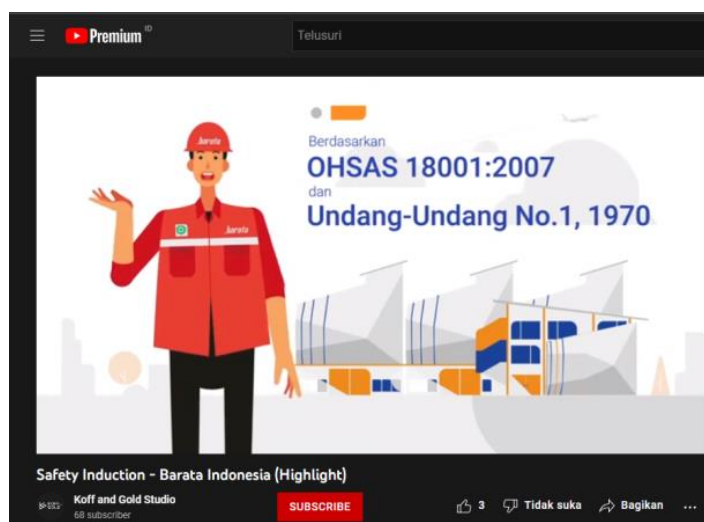 Premium ID
Telusuri
barata
Berdasarkan
OHSAS 18001:2007
dan
Undang-Undang No.1, 1970
barata
Safety Induction - Barata Indonesia (Highlight)
Koff and Gold Studio
68 subscriber
SUBSCRIBE
3
Tidak suka
Bagikan